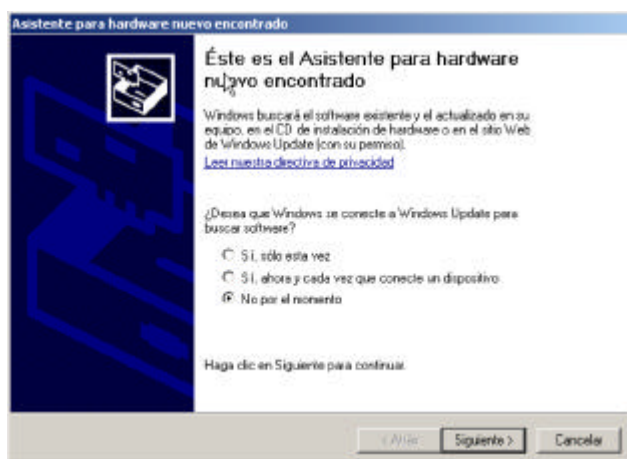 Asistente para hardware nuevo encontrado
Éste es el Asistente para hardware
nuevo encontrado
Windows buscará el software existente y el actualizado en su
equipo, en el CD de instalación de hardware o en el sitio Web
de Windows Update (con su permiso).
Leer nuestra directiva de privacidad
¿Desea que Windows se conecte a Windows Update para
buscar software?
Sí, sólo esta vez
Sí, ahora y cada vez que conecte un dispositivo
No por el momento
Haga clic en Siguiente para continuar.
< Atrás
Siguiente >
Cancelar